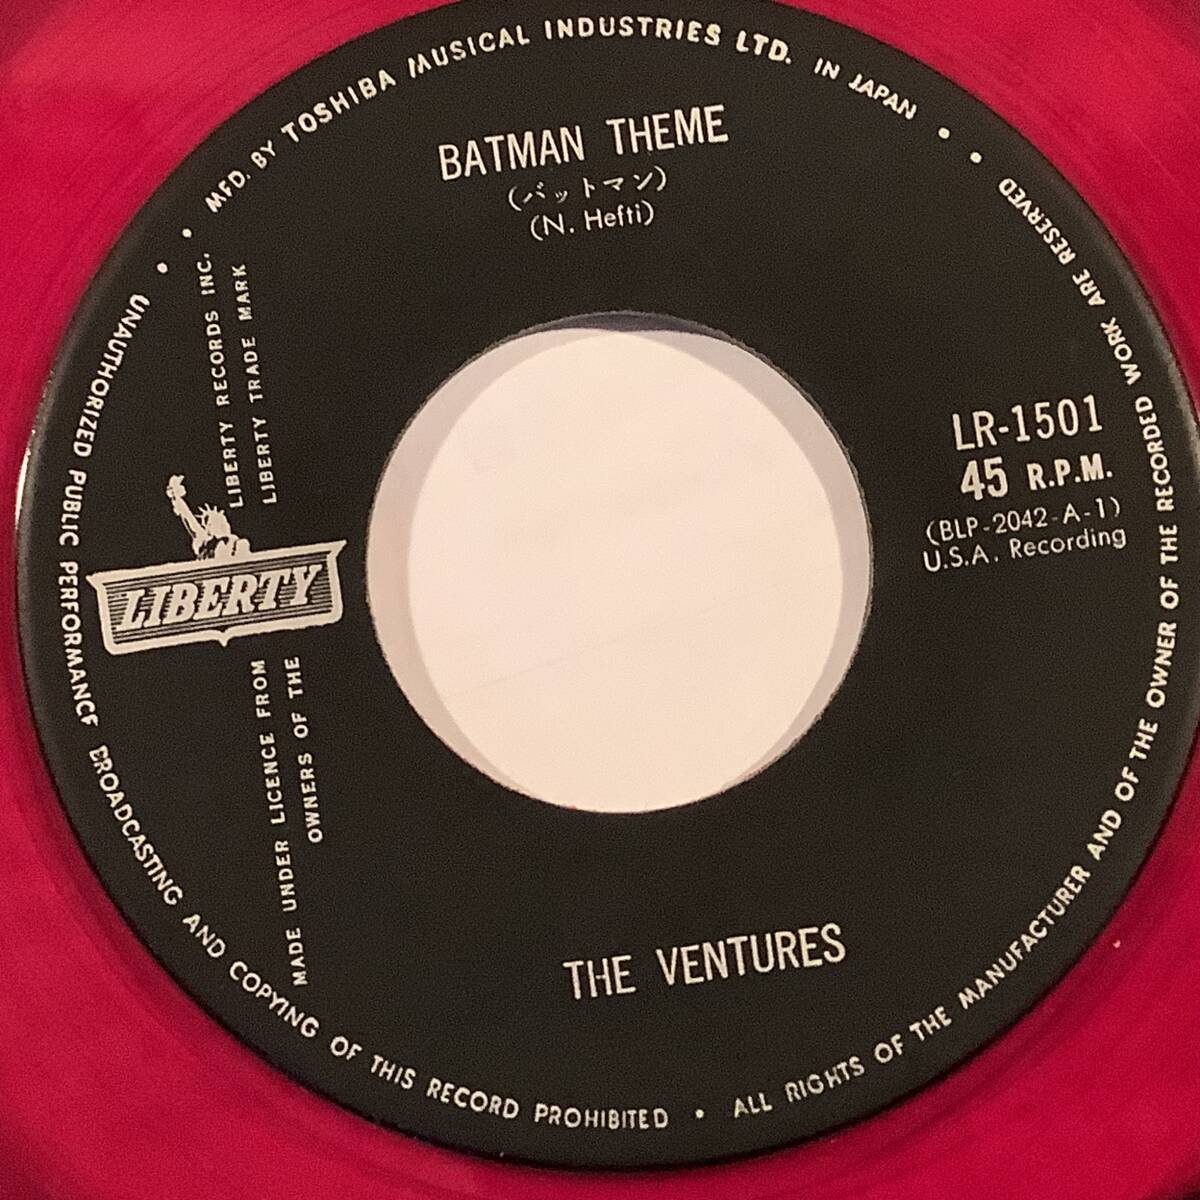 MFD. BY TOSHIBA MUSICAL INDUSTRIES LTD. IN JAPAN
BATMAN THEME
(バットマン)
(N. Hefti)
LIBERTY RECORDS INC.
LIBERTY TRADE MARK
LIBERTY
MADE UNDER LICENCE FROM
OWNERS OF THE
LR-1501
45 R.P.M.
(BLP-2042-A-1)
U.S.A. Recording
THE VENTURES
• ALL RIGHTS OF THE MANUFACTURER AND OF THE OWNER OF THE RECORDED WORK ARE RESERVED •
• UNAUTHORIZED PUBLIC PERFORMANCE BROADCASTING AND COPYING OF THIS RECORD PROHIBITED